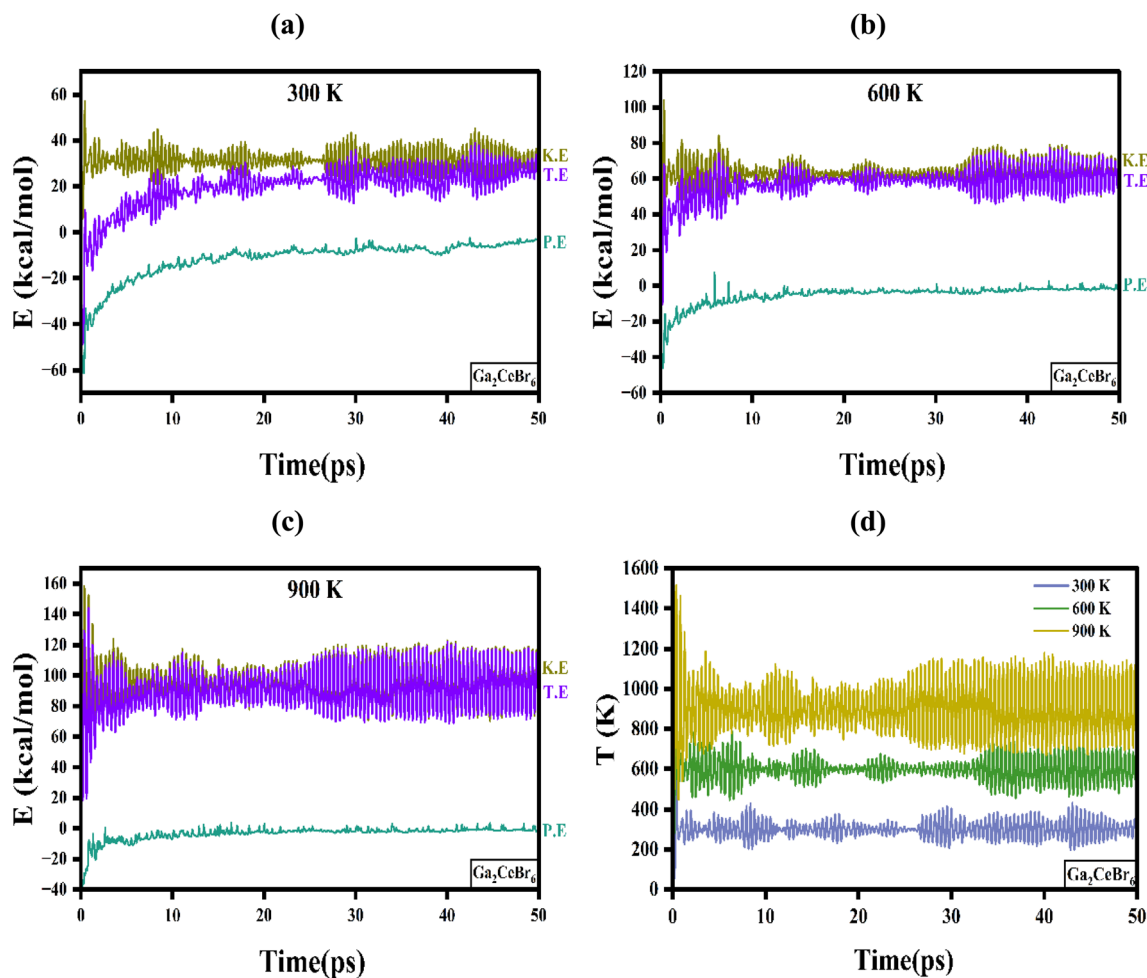 (a)
300 K
E (kcal/mol)
60
40
20
0
−20
−40
−60
K.E
T.E
P.E
Ga₂CeBr₆
0 10 20 30 40 50
Time(ps)
(b)
600 K
E (kcal/mol)
120
100
80
60
40
20
0
−20
−40
−60
K.E
T.E
P.E
Ga₂CeBr₆
0 10 20 30 40 50
Time(ps)
(c)
900 K
E (kcal/mol)
160
140
120
100
80
60
40
20
0
−20
−40
K.E
T.E
P.E
Ga₂CeBr₆
0 10 20 30 40 50
Time(ps)
(d)
T (K)
1600
1400
1200
1000
800
600
400
200
0
300 K
600 K
900 K
Ga₂CeBr₆
0 10 20 30 40 50
Time(ps)